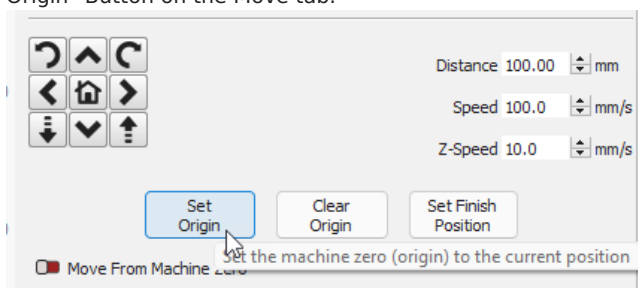 Origin" Button on the Move tab.
Distance 100.00 mm
Speed 100.0 mm/s
Z-Speed 10.0 mm/s
Set Origin
Clear Origin
Set Finish Position
Set the machine zero (origin) to the current position
Move From Machine Zero